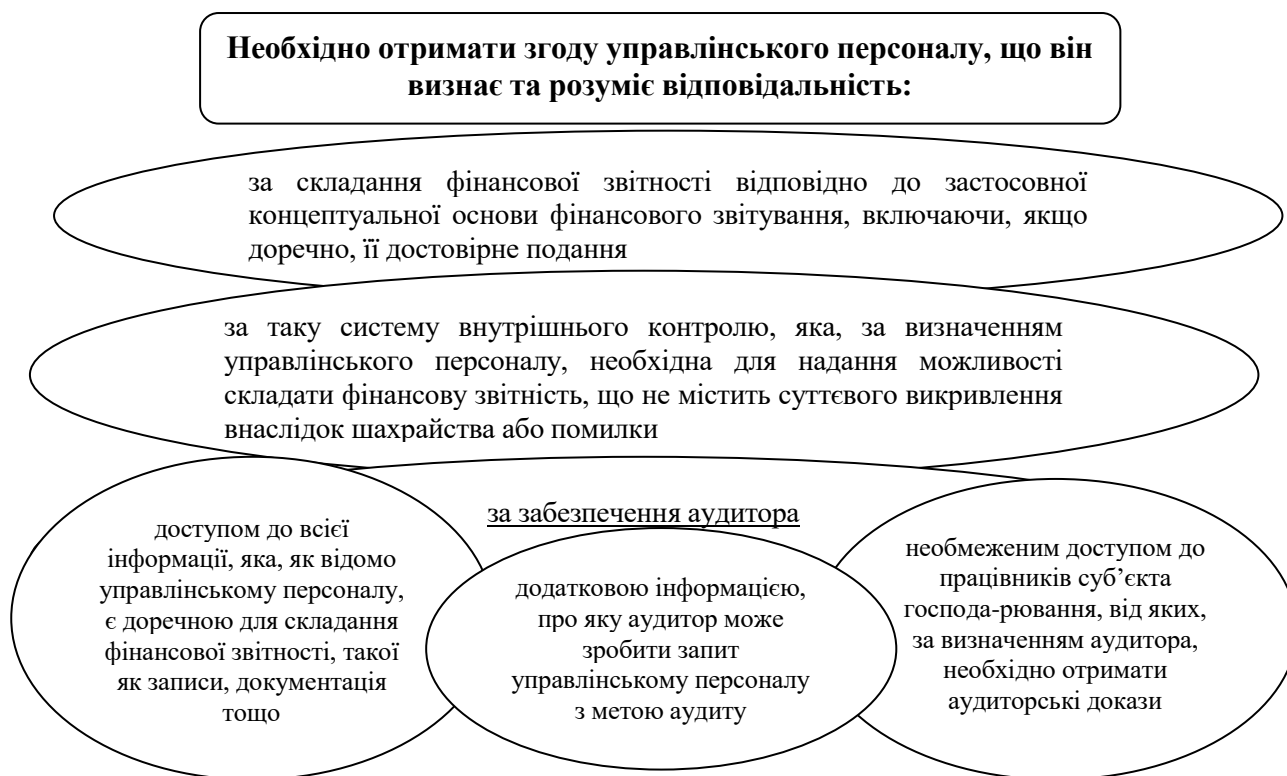 Необхідно отримати згоду управлінського персоналу, що він
визнає та розуміє відповідальність:
за складання фінансової звітності відповідно до застосовної
концептуальної основи фінансового звітування, включаючи, якщо
доречно, її достовірне подання
за таку систему внутрішнього контролю, яка, за визначенням
управлінського персоналу, необхідна для надання можливості
складати фінансову звітність, що не містить суттєвого викривлення
внаслідок шахрайства або помилки
за забезпечення аудитора
доступом до всієї
інформації, яка, як відомо
управлінському персоналу,
є доречною для складання
фінансової звітності, такої
як записи, документація
тощо
додатковою інформацією,
про яку аудитор може
зробити запит
управлінському персоналу
з метою аудиту
необмеженим доступом до
працівників суб’єкта
господа-рювання, від яких,
за визначенням аудитора,
необхідно отримати
аудиторські докази